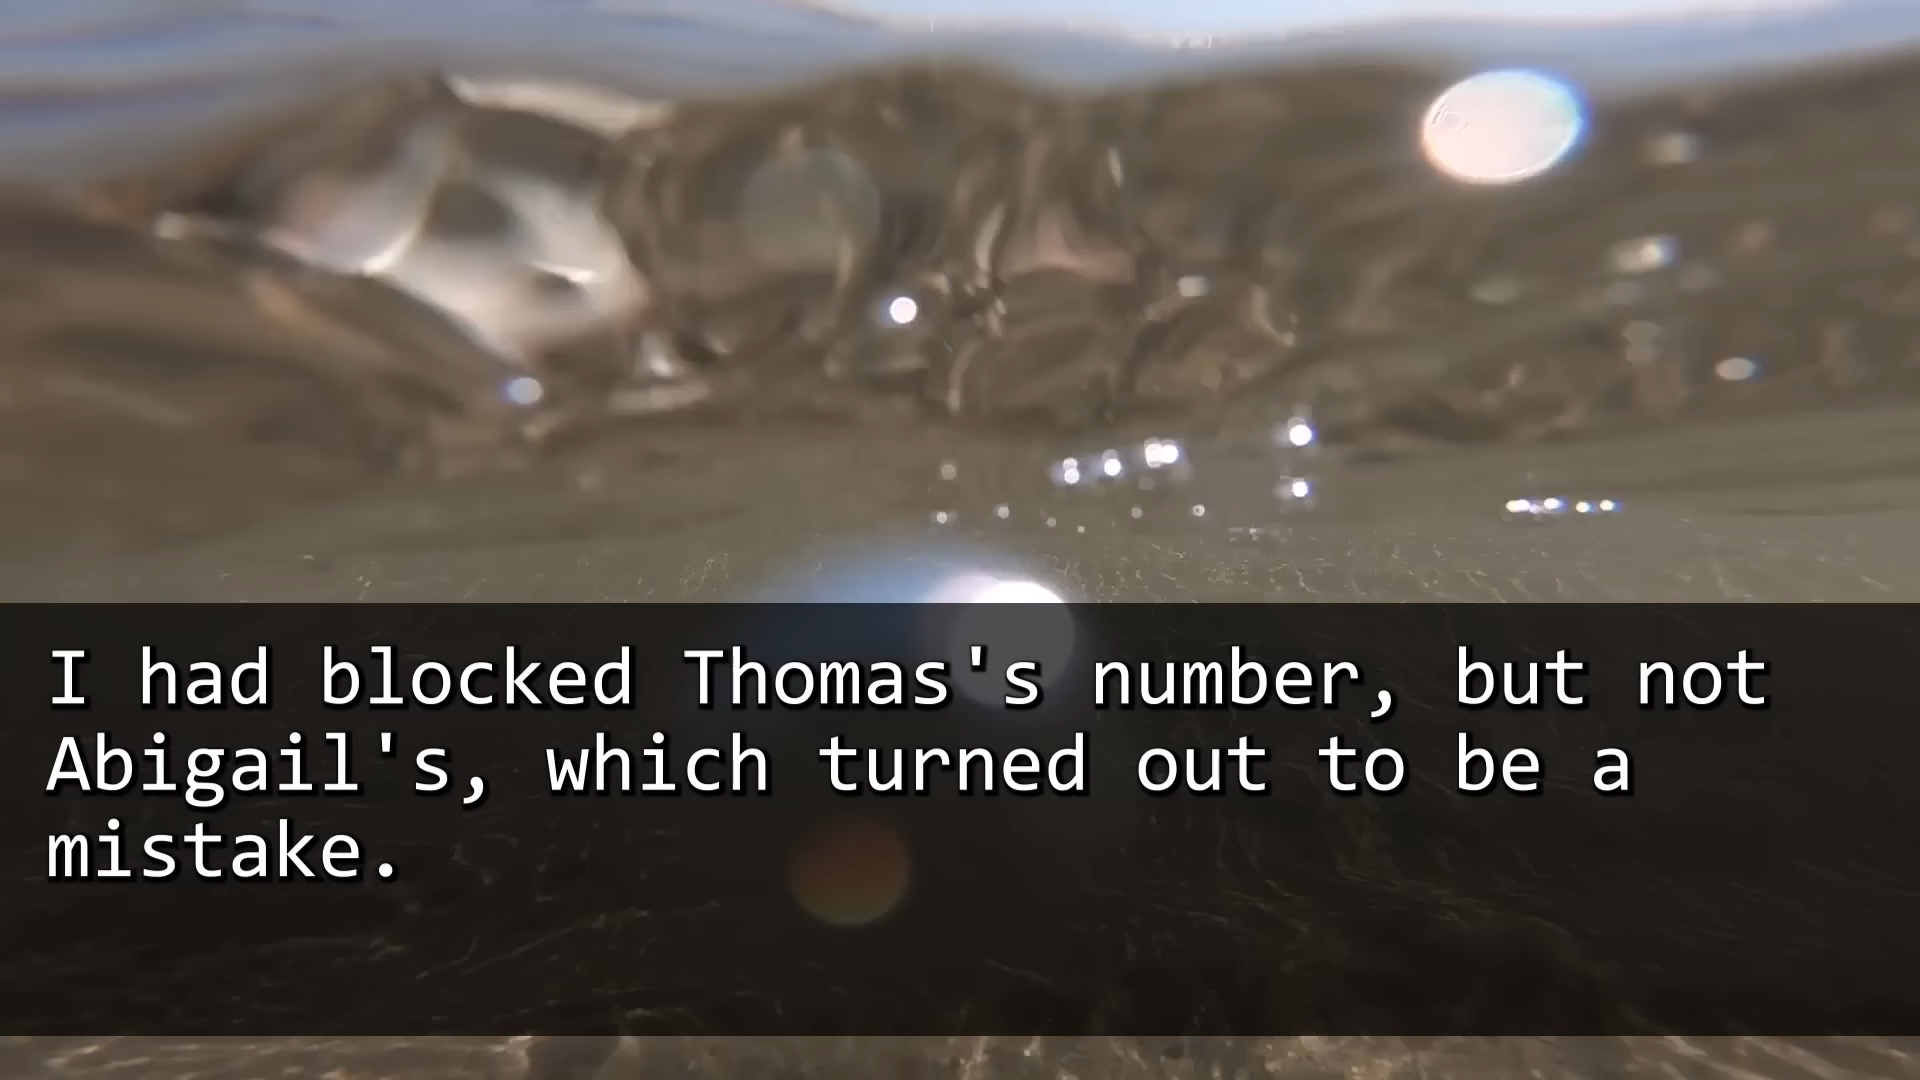 I had blocked Thomas's number, but not
Abigail's, which turned out to be a
mistake.